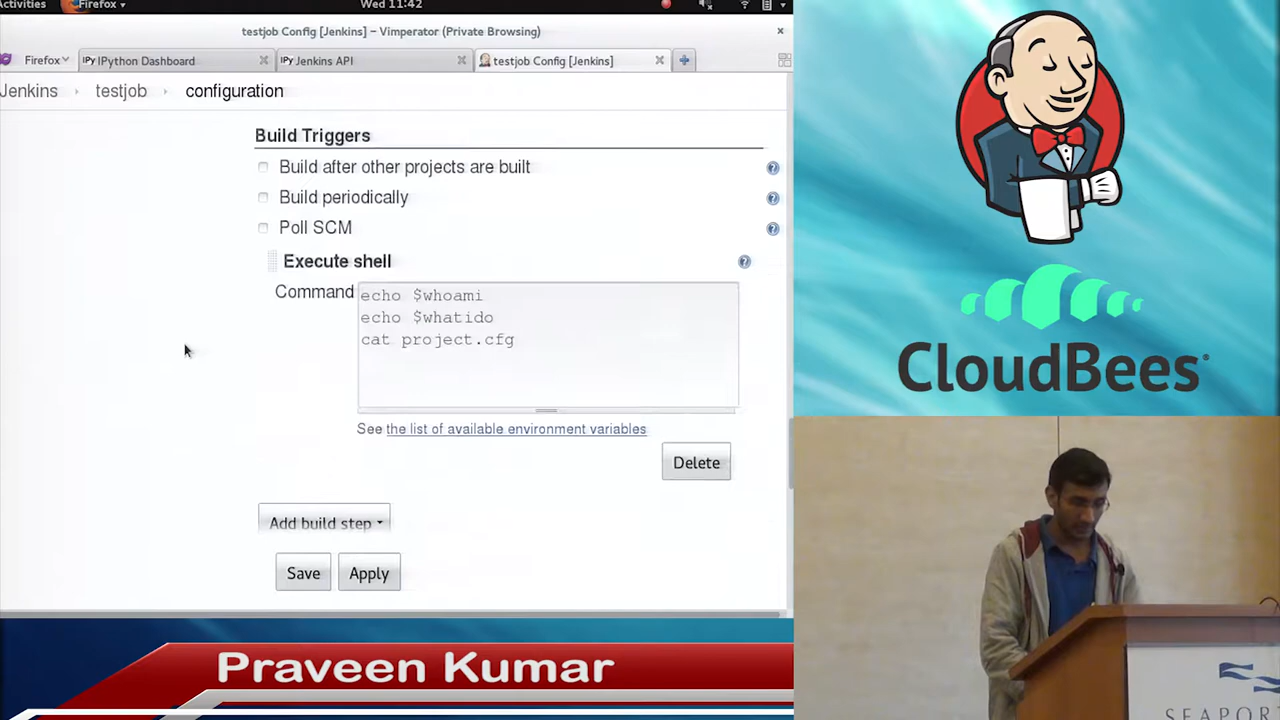 Activities Firefox Wed 11:42
testjob Config [Jenkins] – Vimperator (Private Browsing)
Firefox IPython Dashboard Jenkins API testjob Config [Jenkins]
Jenkins testjob configuration
Build Triggers
Build after other projects are built
Build periodically
Poll SCM
Execute shell
Command
echo $whoami
echo $whatido
cat project.cfg
See the list of available environment variables
Delete
Add build step
Save Apply
Praveen Kumar
CloudBees
SEAPOR